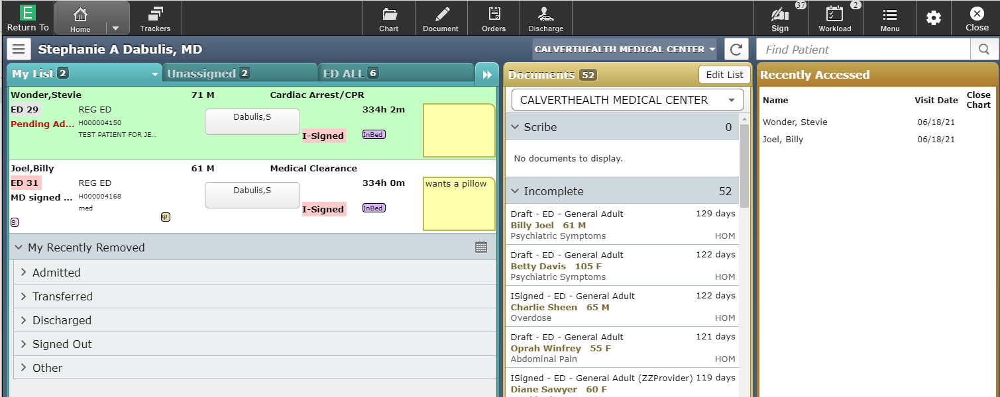 E
Return To
Home
Trackers
Chart
Document
Orders
Discharge
37
Sign
2
Workload
Menu
Close
Stephanie A Dabulis, MD
CALVERTHEALTH MEDICAL CENTER
Find Patient
My List 2
Unassigned 2
ED ALL 6
Wonder,Stevie 71 M Cardiac Arrest/CPR
ED 29 REG ED 334h 2m
Pending Ad... H000004150 Dabulis,S
TEST PATIENT FOR JE... I-Signed InBed
Joel,Billy 61 M Medical Clearance
ED 31 REG ED 334h 0m wants a pillow
MD signed ... H000004168 Dabulis,S
med I-Signed InBed
S Ψ
My Recently Removed
Admitted
Transferred
Discharged
Signed Out
Other
Documents 52 Edit List
CALVERTHEALTH MEDICAL CENTER
Scribe 0
No documents to display.
Incomplete 52
Draft - ED - General Adult 129 days
Billy Joel 61 M
Psychiatric Symptoms HOM
Draft - ED - General Adult 122 days
Betty Davis 105 F
Psychiatric Symptoms HOM
ISigned - ED - General Adult 122 days
Charlie Sheen 65 M
Overdose HOM
Draft - ED - General Adult 121 days
Oprah Winfrey 55 F
Abdominal Pain HOM
ISigned - ED - General Adult (ZZProvider) 119 days
Diane Sawyer 60 F
Recently Accessed
Name Visit Date Close Chart
Wonder, Stevie 06/18/21
Joel, Billy 06/18/21